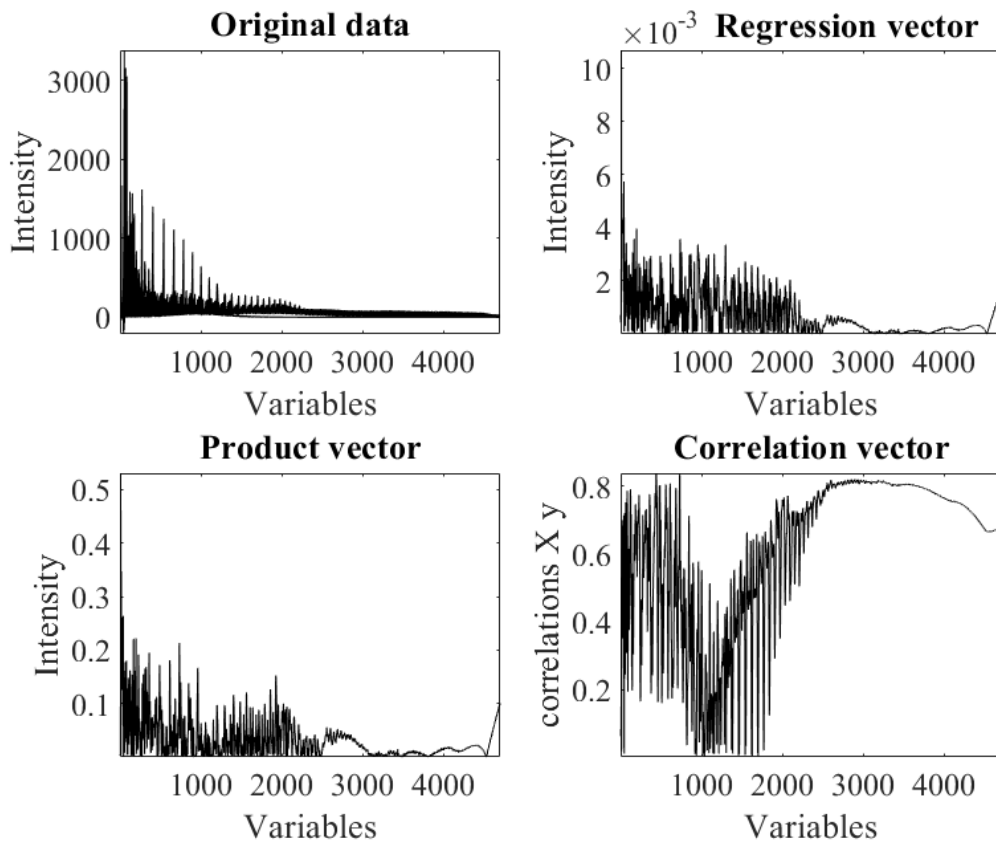 Original data
Intensity
3000
2000
1000
0
1000 2000 3000 4000
Variables
×10⁻³ Regression vector
Intensity
10
8
6
4
2
1000 2000 3000 4000
Variables
Product vector
Intensity
0.5
0.4
0.3
0.2
0.1
1000 2000 3000 4000
Variables
Correlation vector
correlations X y
0.8
0.6
0.4
0.2
1000 2000 3000 4000
Variables